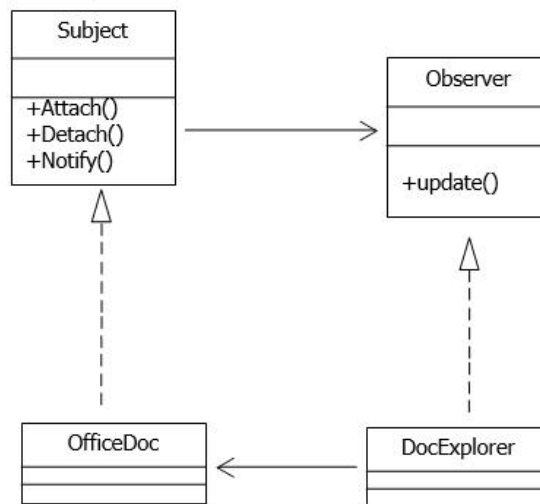 Subject
+Attach()
+Detach()
+Notify()
Observer
+update()
OfficeDoc
DocExplorer